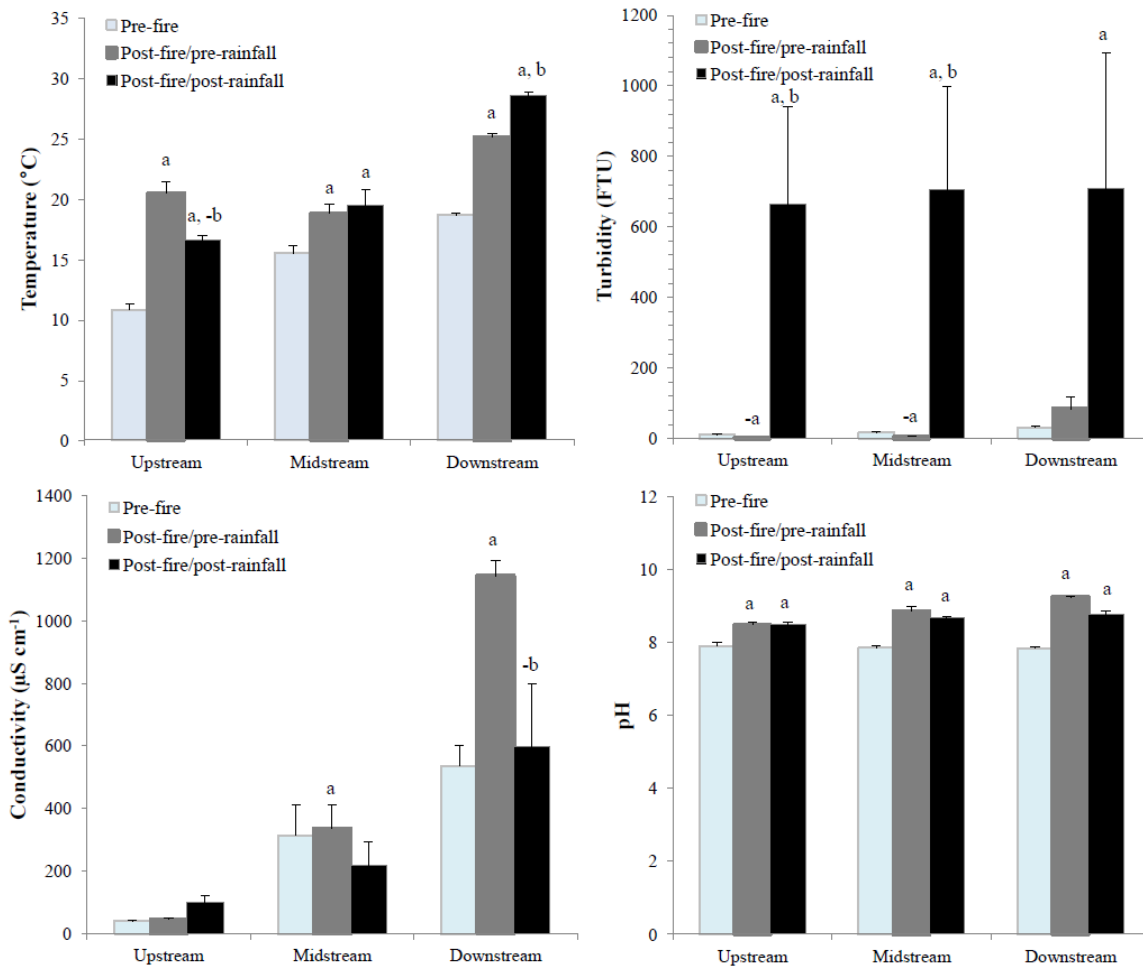 35
30
25
20
15
10
5
0
Temperature (°C)
Pre-fire
Post-fire/pre-rainfall
Post-fire/post-rainfall
a
a, -b
a
a
a
a, b
Upstream Midstream Downstream
1200
1000
800
600
400
200
0
Turbidity (FTU)
Pre-fire
Post-fire/pre-rainfall
Post-fire/post-rainfall
-a
a, b
-a
a, b
a
Upstream Midstream Downstream
1400
1200
1000
800
600
400
200
0
Conductivity (µS cm⁻¹)
Pre-fire
Post-fire/pre-rainfall
Post-fire/post-rainfall
a
a
-b
Upstream Midstream Downstream
12
10
8
6
4
2
0
pH
Pre-fire
Post-fire/pre-rainfall
Post-fire/post-rainfall
a
a
a
a
a
a
Upstream Midstream Downstream